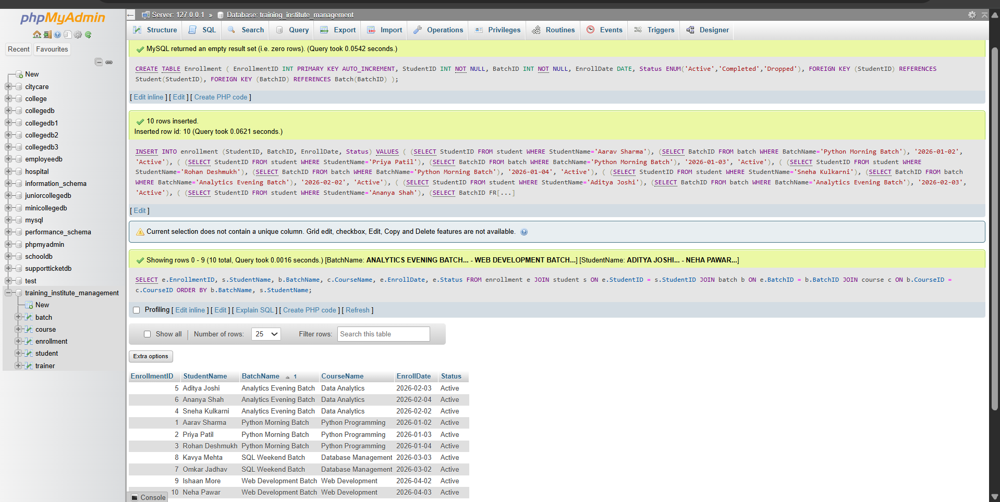 phpMyAdmin
Recent Favourites
New
citycare
college
collegedb
collegedb1
collegedb2
collegedb3
employeedb
hospital
information_schema
juniorcollegedb
minicollegedb
mysql
performance_schema
phpmyadmin
schooldb
supportticketdb
test
training_institute_management
New
batch
course
enrollment
student
trainer
Server: 127.0.0.1 » Database: training_institute_management
Structure SQL Search Query Export Import Operations Privileges Routines Events Triggers Designer
MySQL returned an empty result set (i.e. zero rows). (Query took 0.0542 seconds.)
CREATE TABLE Enrollment ( EnrollmentID INT PRIMARY KEY AUTO_INCREMENT, StudentID INT NOT NULL, BatchID INT NOT NULL, EnrollDate DATE, Status ENUM('Active','Completed','Dropped'), FOREIGN KEY (StudentID) REFERENCES
Student(StudentID), FOREIGN KEY (BatchID) REFERENCES Batch(BatchID) );
[ Edit inline ] [ Edit ] [ Create PHP code ]
10 rows inserted.
Inserted row id: 10 (Query took 0.0621 seconds.)
INSERT INTO enrollment (StudentID, BatchID, EnrollDate, Status) VALUES ( (SELECT StudentID FROM student WHERE StudentName='Aarav Sharma'), (SELECT BatchID FROM batch WHERE BatchName='Python Morning Batch'), '2026-01-02',
'Active'), ( (SELECT StudentID FROM student WHERE StudentName='Priya Patil'), (SELECT BatchID FROM batch WHERE BatchName='Python Morning Batch'), '2026-01-03', 'Active'), ( (SELECT StudentID FROM student WHERE
StudentName='Rohan Deshmukh'), (SELECT BatchID FROM batch WHERE BatchName='Python Morning Batch'), '2026-01-04', 'Active'), ( (SELECT StudentID FROM student WHERE StudentName='Sneha Kulkarni'), (SELECT BatchID FROM batch
WHERE BatchName='Analytics Evening Batch'), '2026-02-02', 'Active'), ( (SELECT StudentID FROM student WHERE StudentName='Aditya Joshi'), (SELECT BatchID FROM batch WHERE BatchName='Analytics Evening Batch'), '2026-02-03',
'Active'), ( (SELECT StudentID FROM student WHERE StudentName='Ananya Shah'), (SELECT BatchID FR[...]
[ Edit ]
Current selection does not contain a unique column. Grid edit, checkbox, Edit, Copy and Delete features are not available.
Showing rows 0 - 9 (10 total, Query took 0.0016 seconds.) [BatchName: ANALYTICS EVENING BATCH... - WEB DEVELOPMENT BATCH...] [StudentName: ADITYA JOSHI... - NEHA PAWAR...]
SELECT e.EnrollmentID, s.StudentName, b.BatchName, c.CourseName, e.EnrollDate, e.Status FROM enrollment e JOIN student s ON e.StudentID = s.StudentID JOIN batch b ON e.BatchID = b.BatchID JOIN course c ON b.CourseID =
c.CourseID ORDER BY b.BatchName, s.StudentName;
Profiling [ Edit inline ] [ Edit ] [ Explain SQL ] [ Create PHP code ] [ Refresh ]
Show all Number of rows: 25 Filter rows: Search this table
Extra options
EnrollmentID StudentName BatchName 1 CourseName EnrollDate Status
5 Aditya Joshi Analytics Evening Batch Data Analytics 2026-02-03 Active
6 Ananya Shah Analytics Evening Batch Data Analytics 2026-02-04 Active
4 Sneha Kulkarni Analytics Evening Batch Data Analytics 2026-02-02 Active
1 Aarav Sharma Python Morning Batch Python Programming 2026-01-02 Active
2 Priya Patil Python Morning Batch Python Programming 2026-01-03 Active
3 Rohan Deshmukh Python Morning Batch Python Programming 2026-01-04 Active
8 Kavya Mehta SQL Weekend Batch Database Management 2026-03-03 Active
7 Omkar Jadhav SQL Weekend Batch Database Management 2026-03-02 Active
9 Ishaan More Web Development Batch Web Development 2026-04-02 Active
10 Neha Pawar Web Development Batch Web Development 2026-04-03 Active
Console